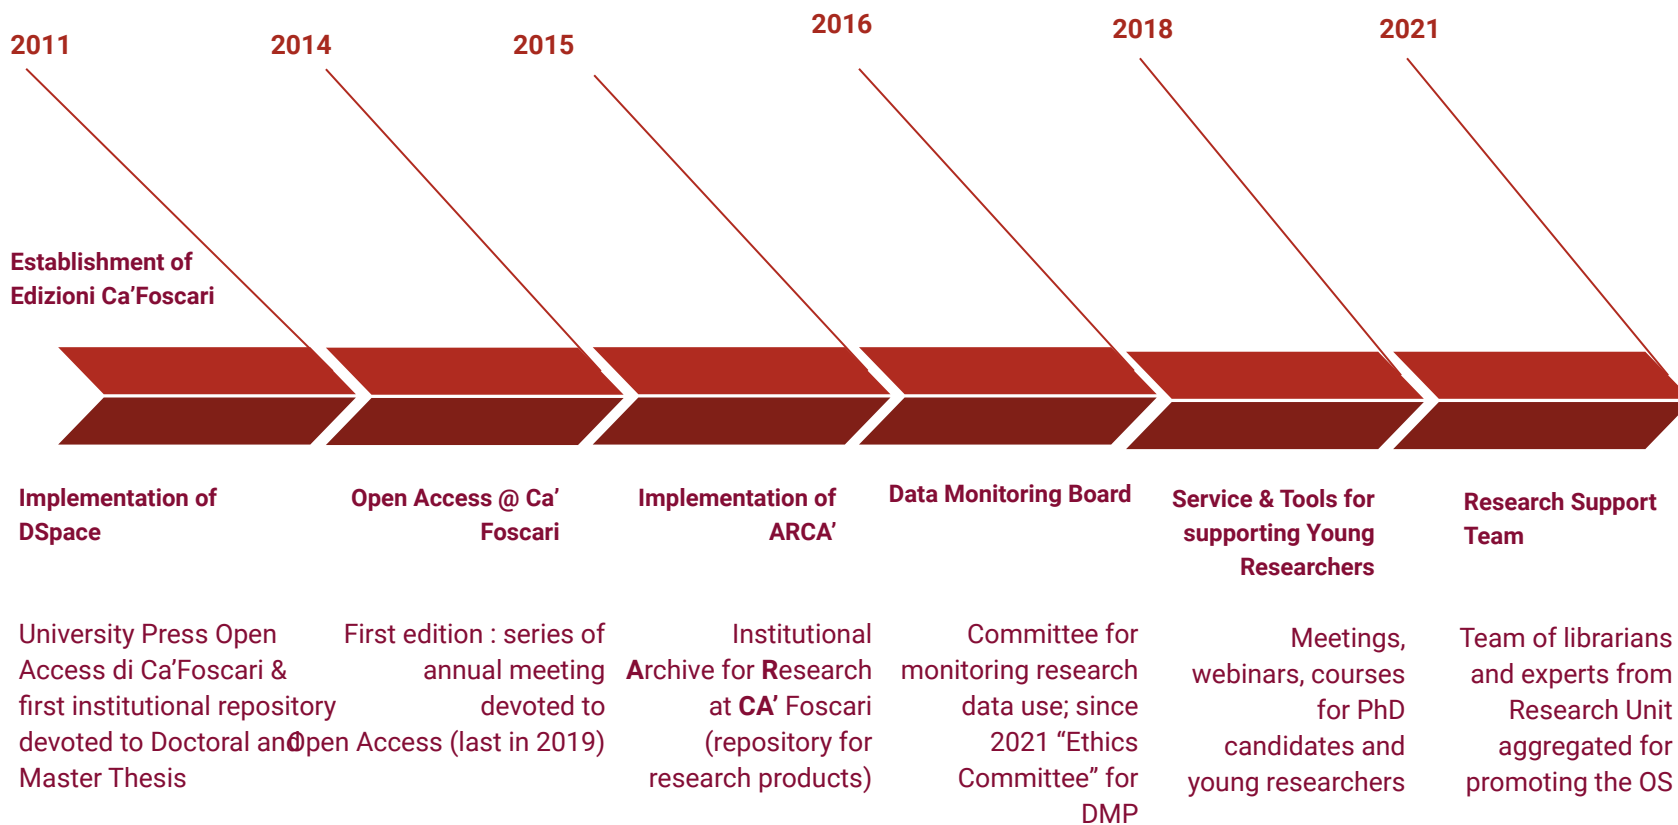 2011
2014
2015
2016
2018
2021
Establishment of
Edizioni Ca’Foscari
Implementation of
DSpace
University Press Open
Access di Ca’Foscari &
first institutional repository
devoted to Doctoral and
Master Thesis
Open Access @ Ca’
Foscari
First edition : series of
annual meeting
devoted to
Open Access (last in 2019)
Implementation of
ARCA’
Institutional
Archive for Research
at CA’ Foscari
(repository for
research products)
Data Monitoring Board
Committee for
monitoring research
data use; since
2021 “Ethics
Committee” for
DMP
Service & Tools for
supporting Young
Researchers
Meetings,
webinars, courses
for PhD
candidates and
young researchers
Research Support
Team
Team of librarians
and experts from
Research Unit
aggregated for
promoting the OS